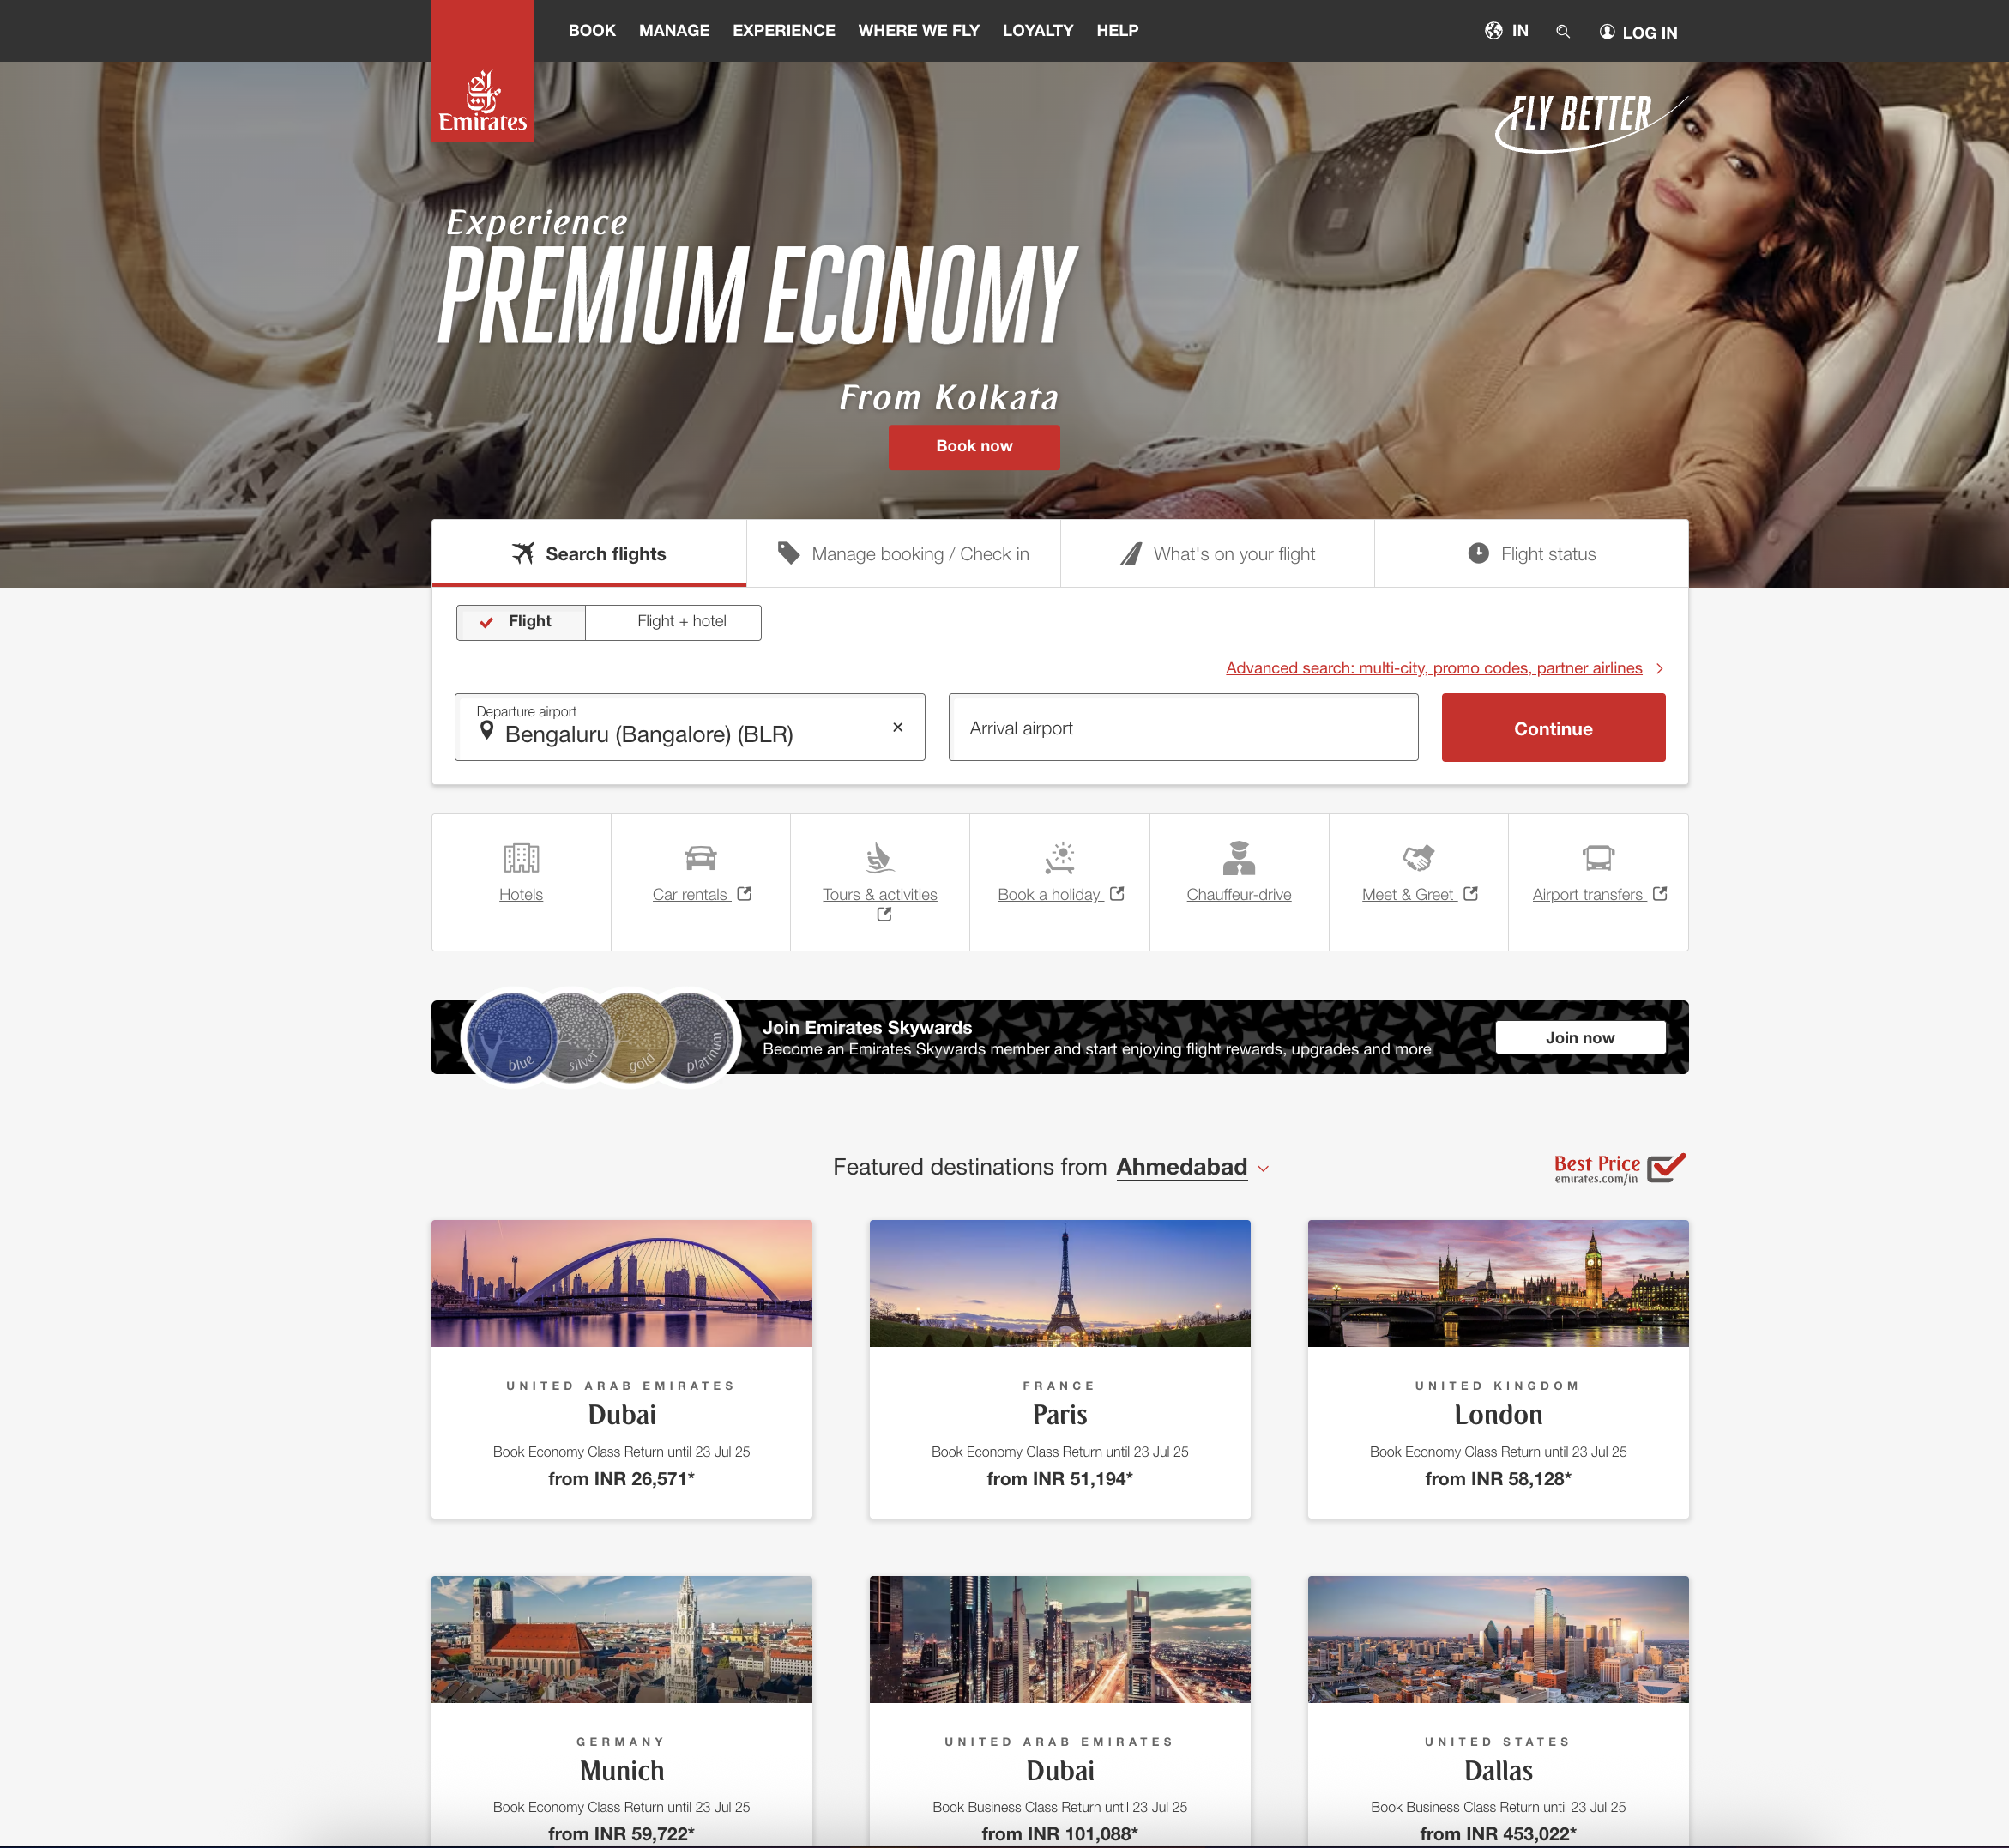 BOOK MANAGE EXPERIENCE WHERE WE FLY LOYALTY HELP IN LOG IN
Emirates
FLY BETTER
Experience
PREMIUM ECONOMY
From Kolkata
Book now
Search flights Manage booking / Check in What's on your flight Flight status
Flight Flight + hotel
Advanced search: multi-city, promo codes, partner airlines
Departure airport
Bengaluru (Bangalore) (BLR)
Arrival airport
Continue
Hotels Car rentals Tours & activities Book a holiday Chauffeur-drive Meet & Greet Airport transfers
blue silver gold platinum
Join Emirates Skywards
Become an Emirates Skywards member and start enjoying flight rewards, upgrades and more
Join now
Featured destinations from Ahmedabad
Best Price
emirates.com/in
UNITED ARAB EMIRATES
Dubai
Book Economy Class Return until 23 Jul 25
from INR 26,571*
FRANCE
Paris
Book Economy Class Return until 23 Jul 25
from INR 51,194*
UNITED KINGDOM
London
Book Economy Class Return until 23 Jul 25
from INR 58,128*
GERMANY
Munich
Book Economy Class Return until 23 Jul 25
from INR 59,722*
UNITED ARAB EMIRATES
Dubai
Book Business Class Return until 23 Jul 25
from INR 101,088*
UNITED STATES
Dallas
Book Business Class Return until 23 Jul 25
from INR 453,022*